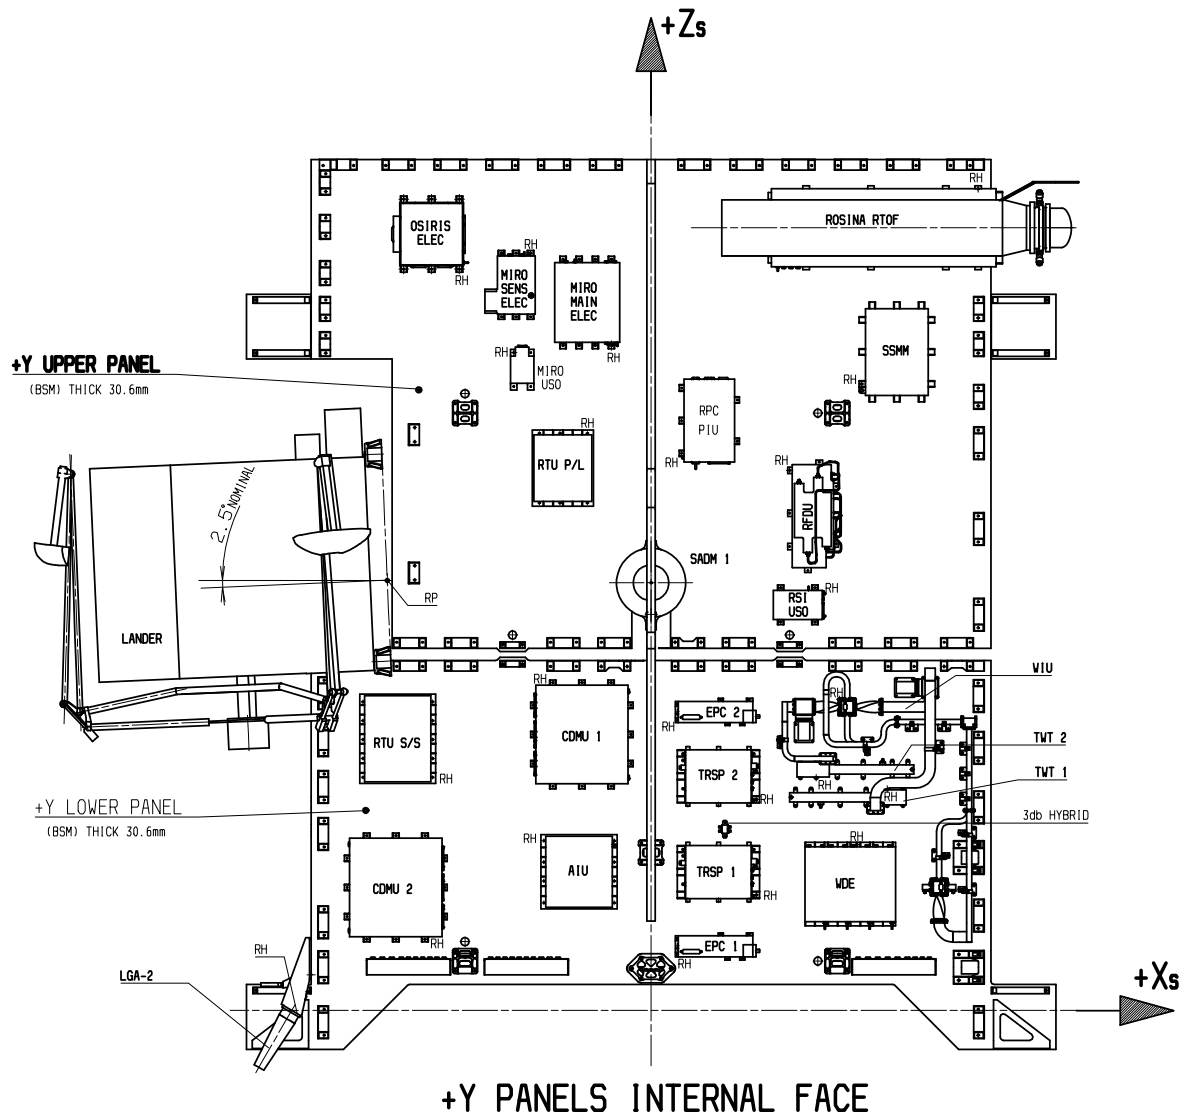 +Zs
RH
ROSINA RTOF
OSIRIS
ELEC
RH
RH
MIRO
SENS
ELEC
MIRO
MAIN
ELEC
RH
SSMM
RH
RH
MIRO
USO
+Y UPPER PANEL
(BSM) THICK 30.6mm
RPC
PIU
RH
RH
RTU P/L
RH
RFDU
2.5° NOMINAL
SADM 1
RH
RSI
USO
RP
LANDER
WIU
RH
RH
RH
EPC 2
RH
RTU S/S
CDMU 1
TWT 2
TRSP 2
TWT 1
RH
RH
RH
RH
+Y LOWER PANEL
(BSM) THICK 30.6mm
3db HYBRID
RH
RH
AIU
TRSP 1
CDMU 2
WDE
RH
RH
EPC 1
RH
RH
LGA-2
+Xs
+Y PANELS INTERNAL FACE